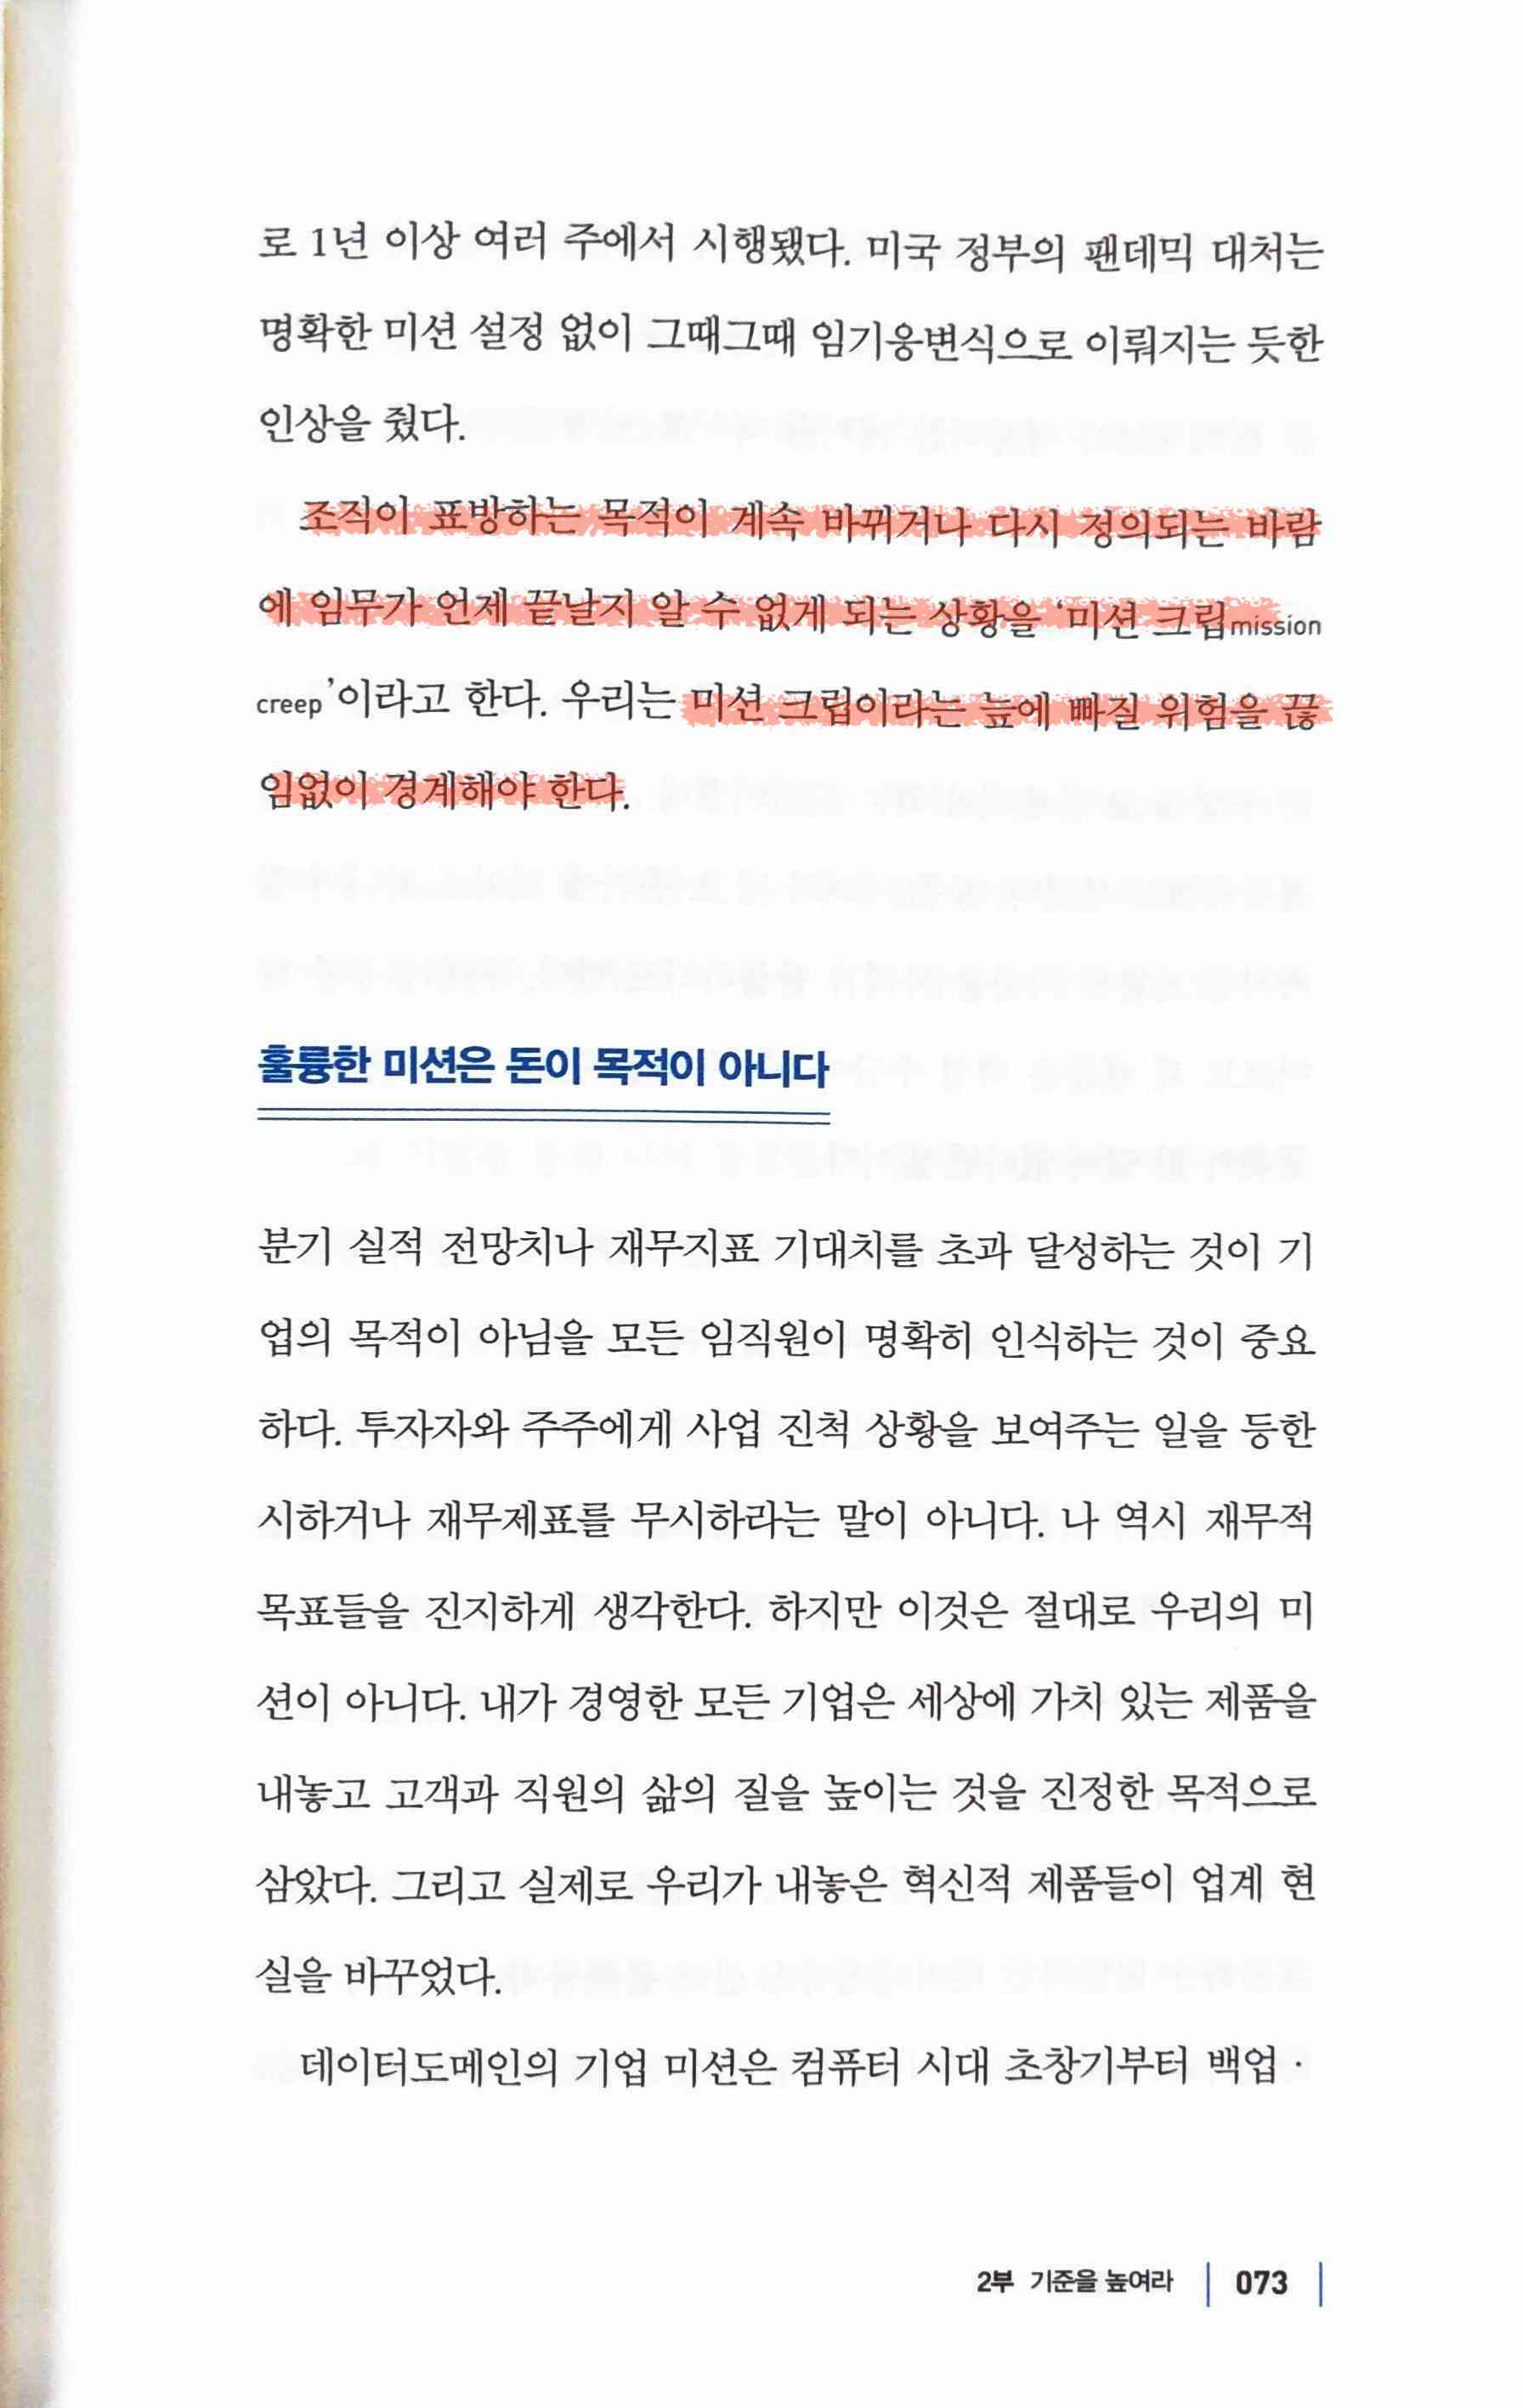 로 1년 이상 여러 주에서 시행됐다. 미국 정부의 팬데믹 대처는
명확한 미션 설정 없이 그때그때 임기응변식으로 이뤄지는 듯한
인상을 줬다.
조직이 표방하는 목적이 계속 바뀌거나 다시 정의되는 바람
에 임무가 언제 끝날지 알 수 없게 되는 상황을 ‘미션 크립mission
creep’이라고 한다. 우리는 미션 크립이라는 늪에 빠질 위험을 끊
임없이 경계해야 한다.
훌륭한 미션은 돈이 목적이 아니다
분기 실적 전망치나 재무지표 기대치를 초과 달성하는 것이 기
업의 목적이 아님을 모든 임직원이 명확히 인식하는 것이 중요
하다. 투자자와 주주에게 사업 진척 상황을 보여주는 일을 등한
시하거나 재무제표를 무시하라는 말이 아니다. 나 역시 재무적
목표들을 진지하게 생각한다. 하지만 이것은 절대로 우리의 미
션이 아니다. 내가 경영한 모든 기업은 세상에 가치 있는 제품을
내놓고 고객과 직원의 삶의 질을 높이는 것을 진정한 목적으로
삼았다. 그리고 실제로 우리가 내놓은 혁신적 제품들이 업계 현
실을 바꾸었다.
데이터도메인의 기업 미션은 컴퓨터 시대 초창기부터 백업 ·
2부 기준을 높여라 | 073 |